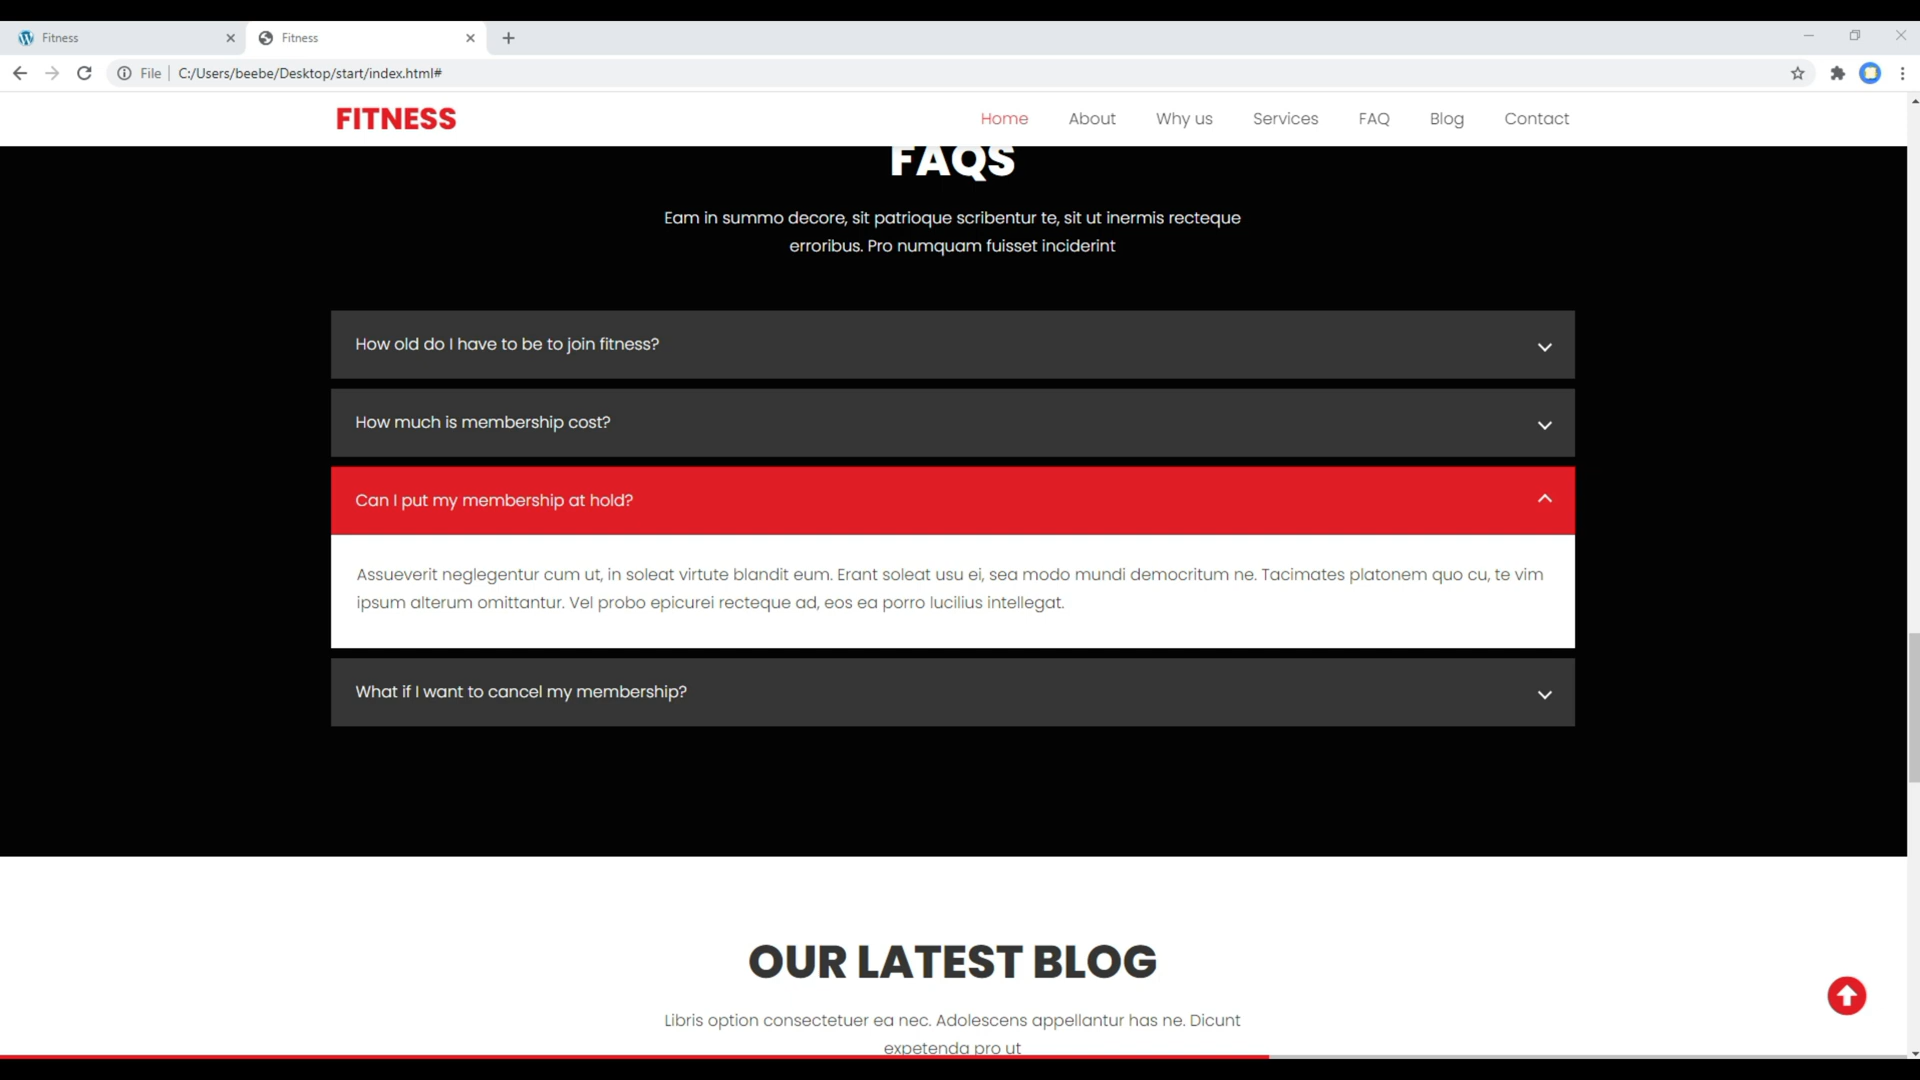 Fitness
Fitness
File
C:/Users/beebe/Desktop/start/index.html#
FITNESS
Home
About
Why us
Services
FAQ
Blog
Contact
FAQS
Eam in summo decore, sit patrioque scribentur te, sit ut inermis recteque
erroribus. Pro numquam fuisset inciderint
How old do I have to be to join fitness?
How much is membership cost?
Can I put my membership at hold?
Assueverit neglegentur cum ut, in soleat virtute blandit eum. Erant soleat usu ei, sea modo mundi democritum ne. Tacimates platonem quo cu, te vim
ipsum alterum omittantur. Vel probo epicurei recteque ad, eos ea porro lucilius intellegat.
What if I want to cancel my membership?
OUR LATEST BLOG
Libris option consectetuer ea nec. Adolescens appellantur has ne. Dicunt
expetenda pro ut